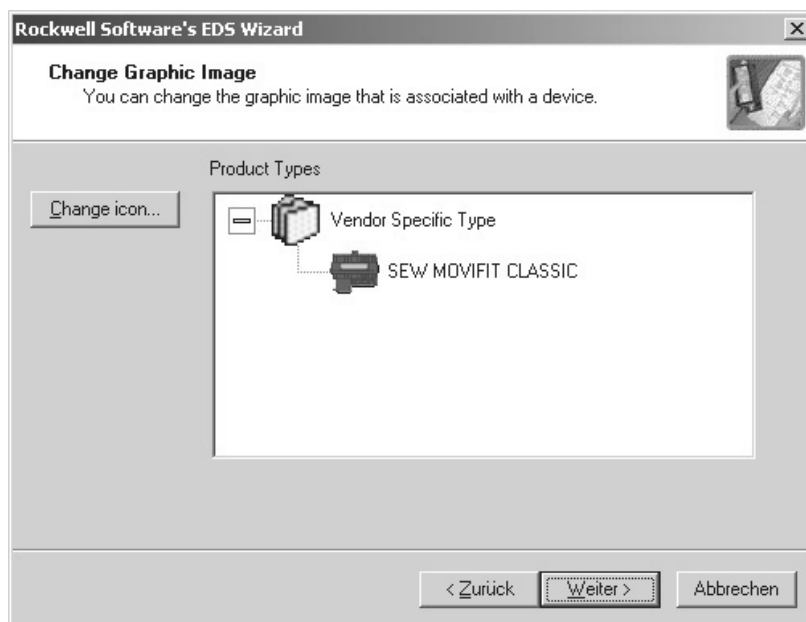 Rockwell Software's EDS Wizard
Change Graphic Image
You can change the graphic image that is associated with a device.
Product Types
Change icon...
Vendor Specific Type
SEW MOVIFIT CLASSIC
< Zurück
Weiter >
Abbrechen